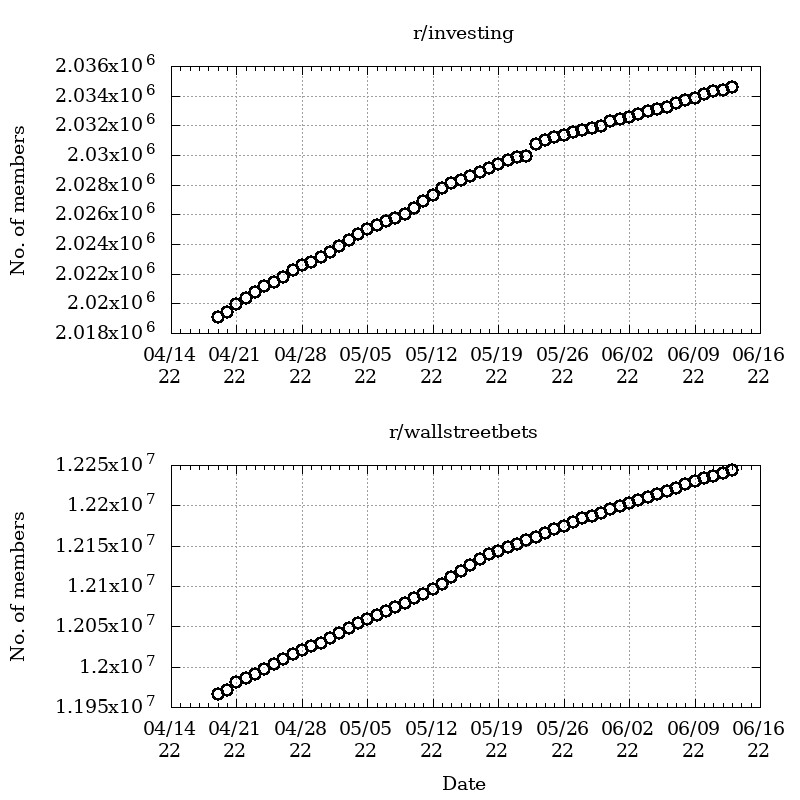 r/investing
No. of members
2.036x10^6
2.034x10^6
2.032x10^6
2.03x10^6
2.028x10^6
2.026x10^6
2.024x10^6
2.022x10^6
2.02x10^6
2.018x10^6
04/14 04/21 04/28 05/05 05/12 05/19 05/26 06/02 06/09 06/16
22 22 22 22 22 22 22 22 22 22
r/wallstreetbets
No. of members
1.225x10^7
1.22x10^7
1.215x10^7
1.21x10^7
1.205x10^7
1.2x10^7
1.195x10^7
04/14 04/21 04/28 05/05 05/12 05/19 05/26 06/02 06/09 06/16
22 22 22 22 22 22 22 22 22 22
Date